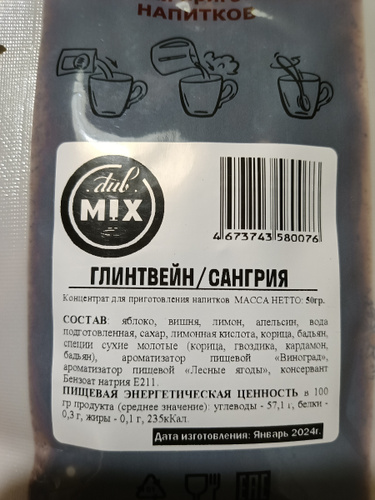 НАПИТКОВ
dub
MIX
4 673743 580076
ГЛИНТВЕЙН/САНГРИЯ
Концентрат для приготовления напитков МАССА НЕТТО: 50гр.
СОСТАВ: яблоко, вишня, лимон, апельсин, вода
подготовленная, сахар, лимонная кислота, корица, бадьян,
специи сухие молотые (корица, гвоздика, кардамон,
бадьян), ароматизатор пищевой «Виноград»,
ароматизатор пищевой «Лесные ягоды», консервант
Бензоат натрия Е211.
ПИЩЕВАЯ ЭНЕРГЕТИЧЕСКАЯ ЦЕННОСТЬ в 100
гр продукта (среднее значение): углеводы - 57,1 г, белки -
0,3 г, жиры - 0,1 г, 235кКал.
Дата изготовления: Январь 2024г.